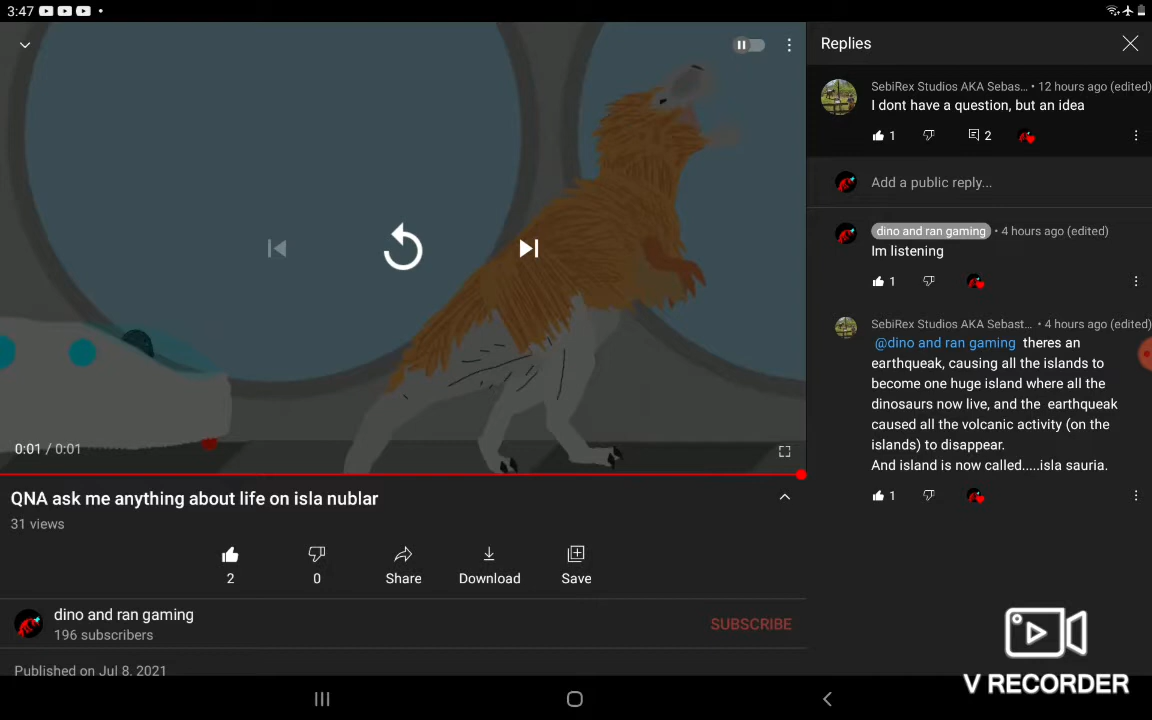 3:47
Replies
SebiRex Studios AKA Sebas... • 12 hours ago (edited)
I dont have a question, but an idea
1
2
Add a public reply...
dino and ran gaming • 4 hours ago (edited)
Im listening
1
SebiRex Studios AKA Sebast... • 4 hours ago (edited)
@dino and ran gaming theres an
earthqueak, causing all the islands to
become one huge island where all the
dinosaurs now live, and the earthqueak
caused all the volcanic activity (on the
islands) to disappear.
And island is now called.....isla sauria.
1
0:01 / 0:01
QNA ask me anything about life on isla nublar
31 views
2
0
Share
Download
Save
dino and ran gaming
196 subscribers
SUBSCRIBE
Published on Jul 8, 2021
V RECORDER